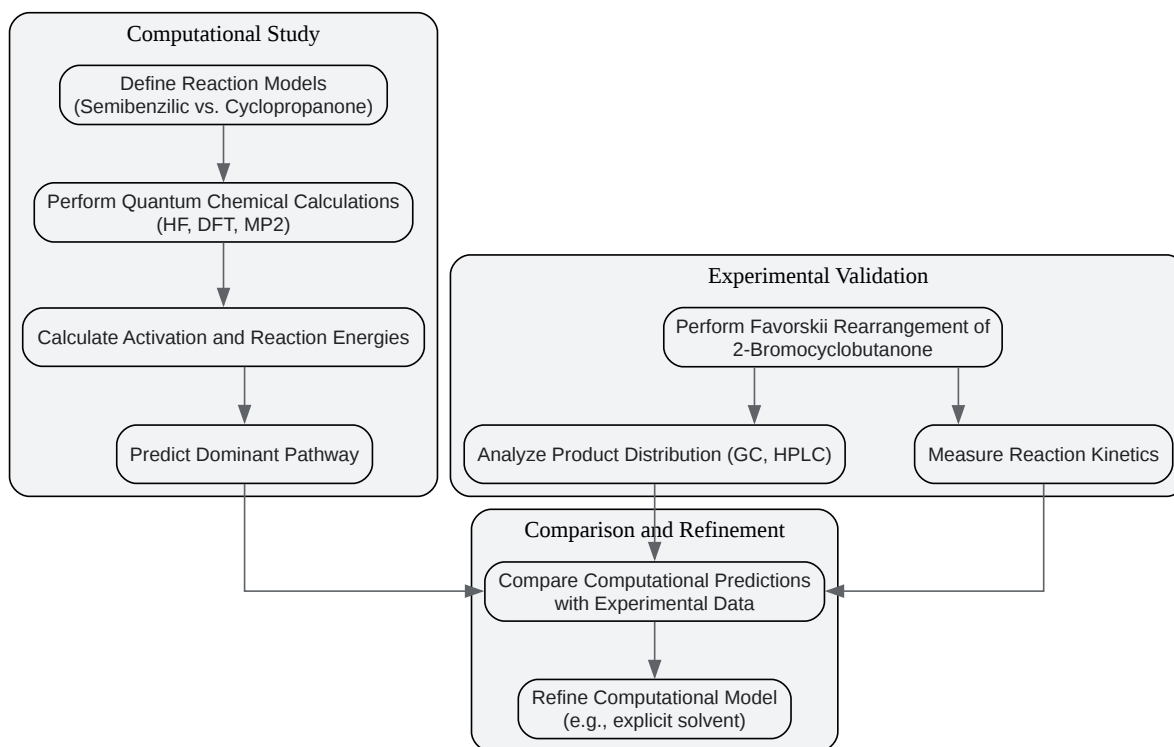 Computational Study
Define Reaction Models
(Semibenzilic vs. Cyclopropanone)
Perform Quantum Chemical Calculations
(HF, DFT, MP2)
Calculate Activation and Reaction Energies
Predict Dominant Pathway
Experimental Validation
Perform Favorskii Rearrangement of
2-Bromocyclobutanone
Analyze Product Distribution (GC, HPLC)
Measure Reaction Kinetics
Comparison and Refinement
Compare Computational Predictions
with Experimental Data
Refine Computational Model
(e.g., explicit solvent)